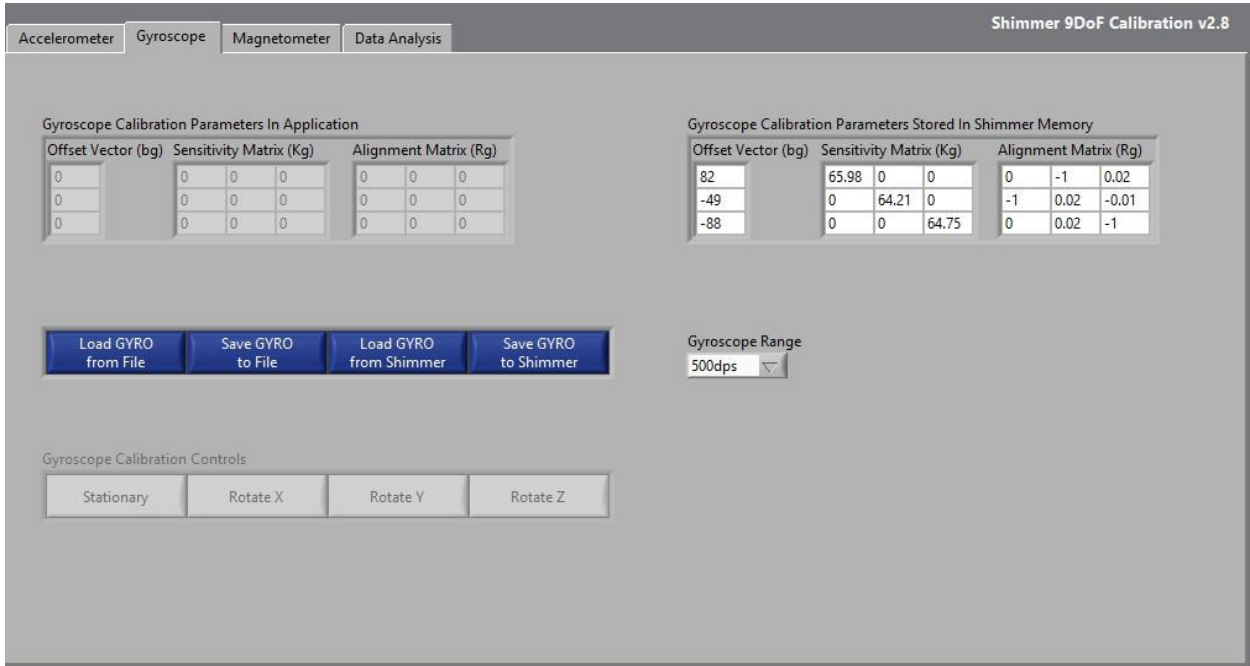 Shimmer 9DoF Calibration v2.8
Accelerometer Gyroscope Magnetometer Data Analysis
Gyroscope Calibration Parameters In Application
Offset Vector (bg) Sensitivity Matrix (Kg) Alignment Matrix (Rg)
0 0 0 0 0 0 0
0 0 0 0 0 0 0
0 0 0 0 0 0 0
Gyroscope Calibration Parameters Stored In Shimmer Memory
Offset Vector (bg) Sensitivity Matrix (Kg) Alignment Matrix (Rg)
82 65.98 0 0 0 -1 0.02
-49 0 64.21 0 -1 0.02 -0.01
-88 0 0 64.75 0 0.02 -1
Load GYRO
from File
Save GYRO
to File
Load GYRO
from Shimmer
Save GYRO
to Shimmer
Gyroscope Range
500dps
Gyroscope Calibration Controls
Stationary Rotate X Rotate Y Rotate Z